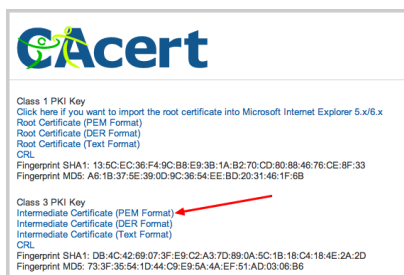 CAcert
Class 1 PKI Key
Click here if you want to import the root certificate into Microsoft Internet Explorer 5.x/6.x
Root Certificate (PEM Format)
Root Certificate (DER Format)
Root Certificate (Text Format)
CRL
Fingerprint SHA1: 13:5C:EC:36:F4:9C:B8:E9:3B:1A:B2:70:CD:80:88:46:76:CE:8F:33
Fingerprint MD5: A6:1B:37:5E:39:0D:9C:36:54:EE:BD:20:31:46:1F:6B
Class 3 PKI Key
Intermediate Certificate (PEM Format)
Intermediate Certificate (DER Format)
Intermediate Certificate (Text Format)
CRL
Fingerprint SHA1: DB:4C:42:69:07:3F:E9:C2:A3:7D:89:0A:5C:1B:18:C4:18:4E:2A:2D
Fingerprint MD5: 73:3F:35:54:1D:44:C9:E9:5A:4A:EF:51:AD:03:06:B6